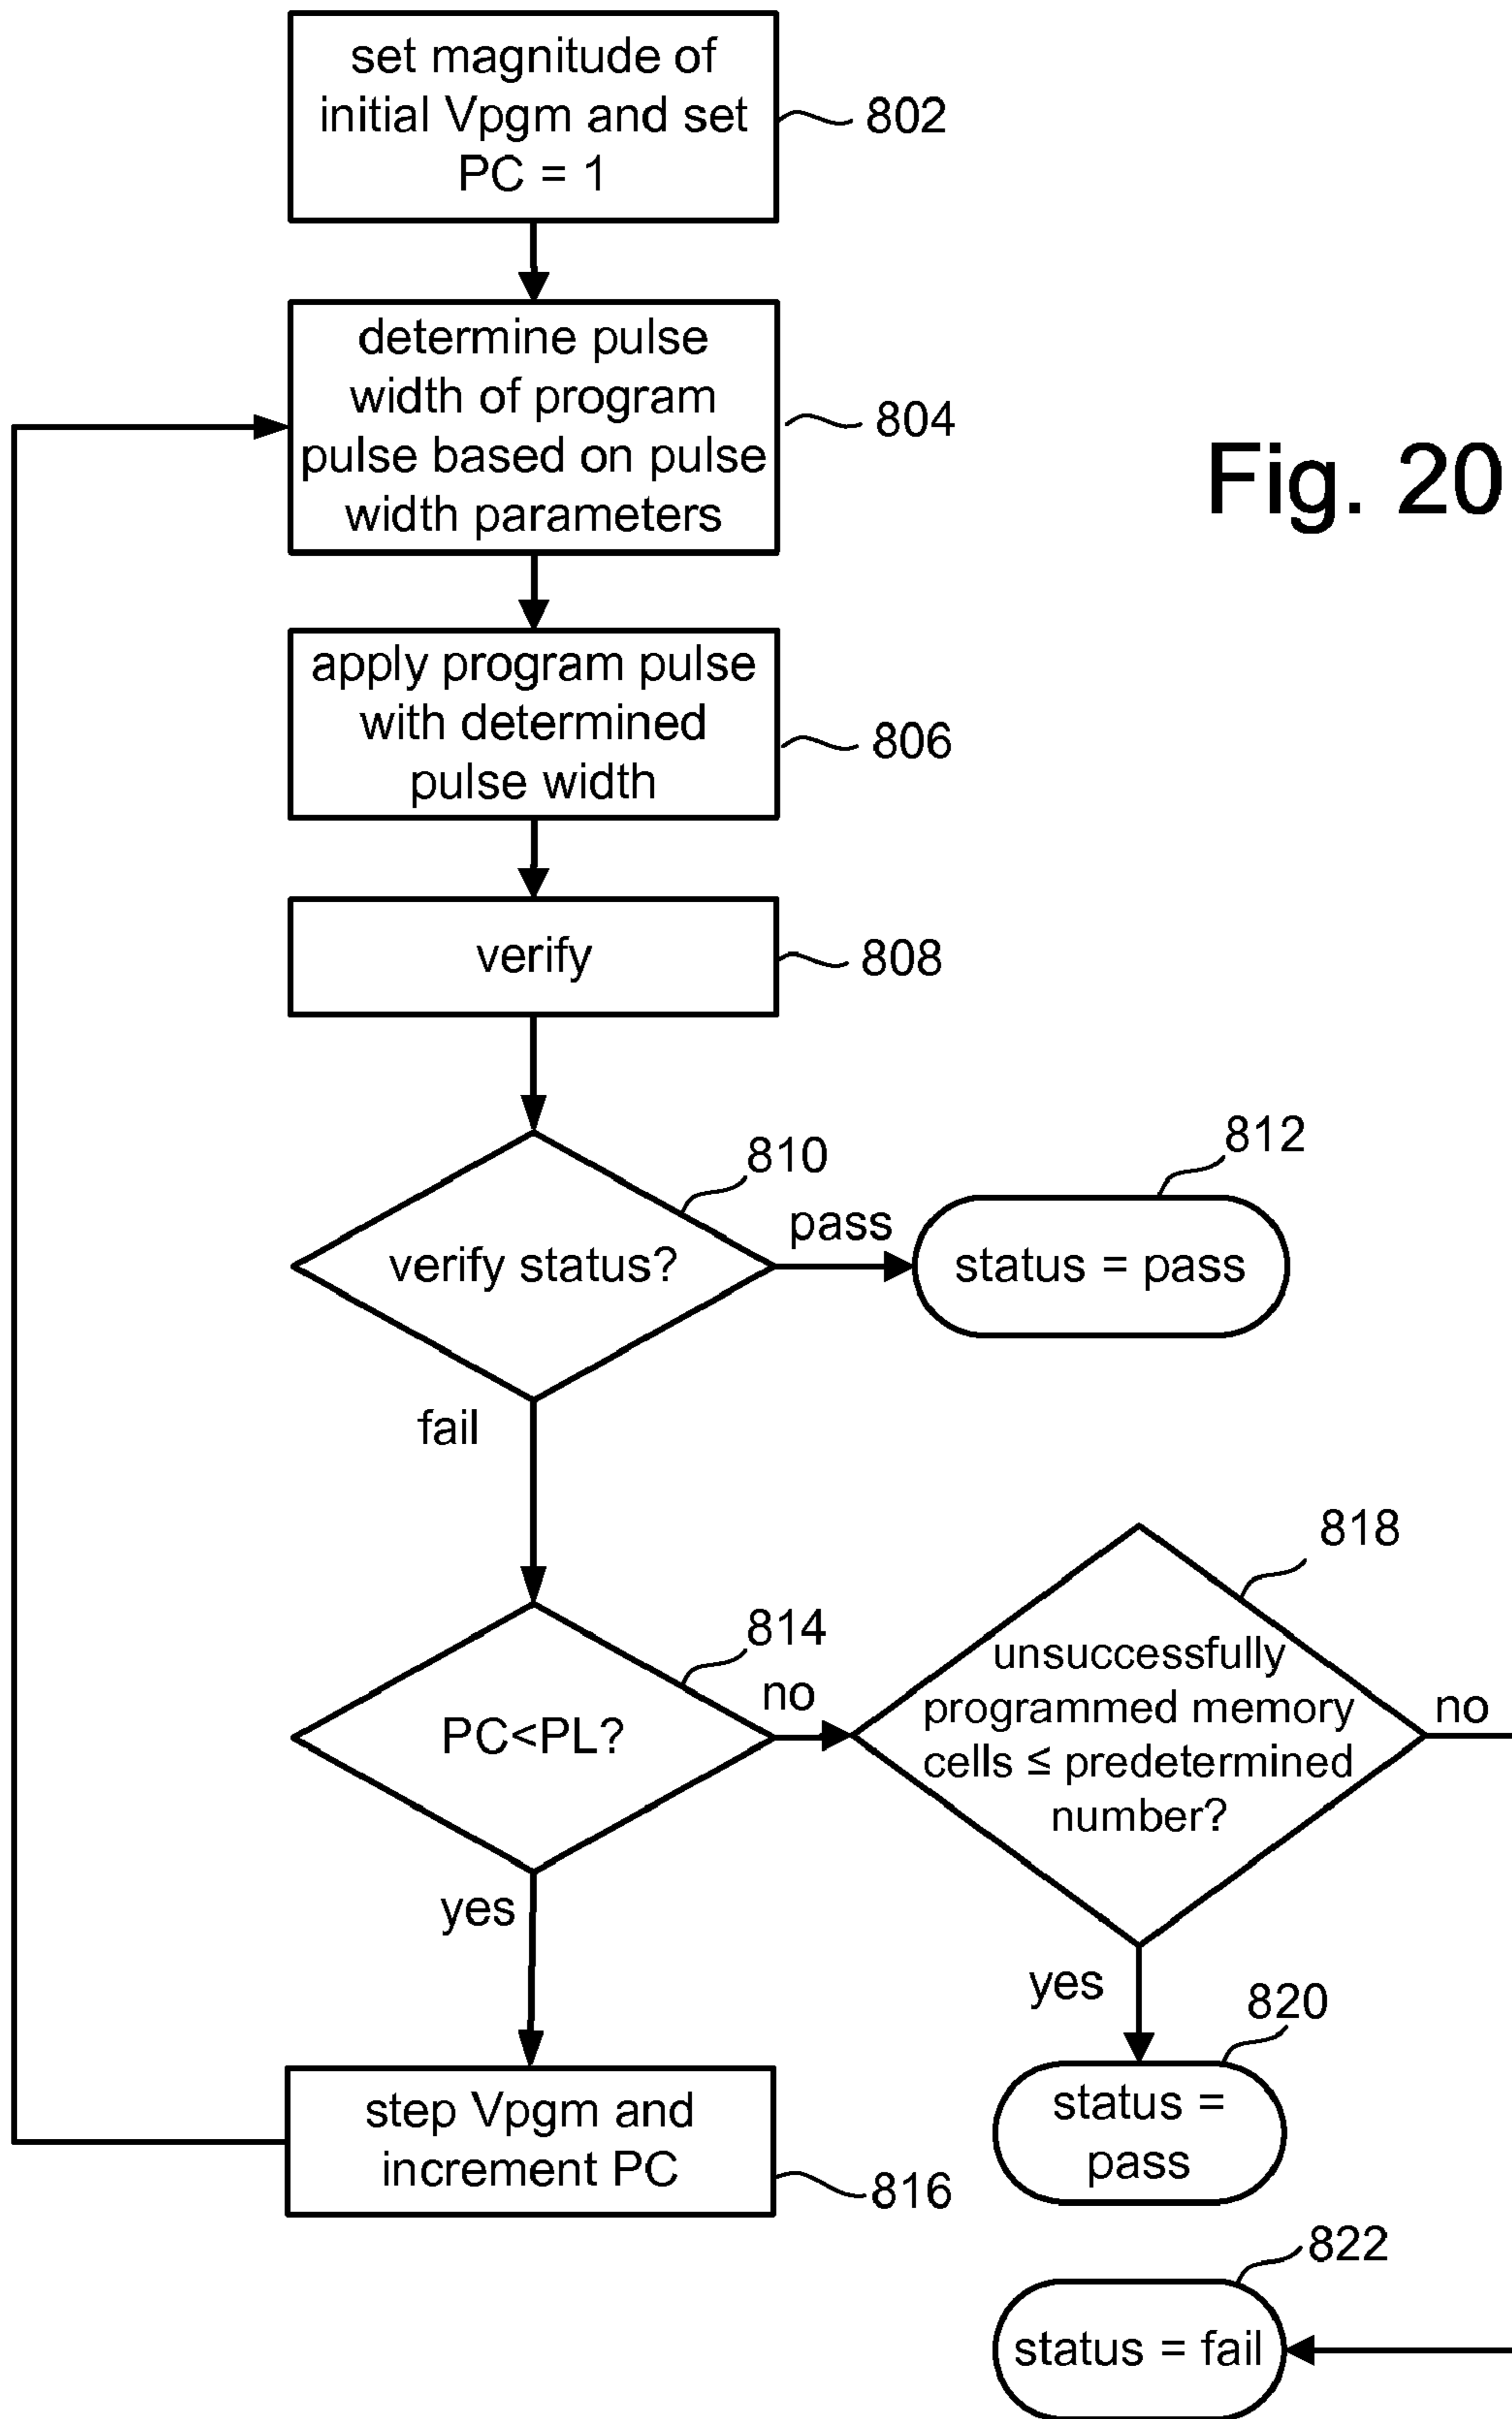 set magnitude of
initial Vpgm and set
PC = 1
802
determine pulse
width of program
pulse based on pulse
width parameters
804
Fig. 20
apply program pulse
with determined
pulse width
806
verify
808
810
812
verify status?
pass
status = pass
fail
818
814
PC<PL?
no
unsuccessfully
programmed memory
cells ≤ predetermined
number?
no
yes
yes
820
status =
pass
step Vpgm and
increment PC
816
822
status = fail